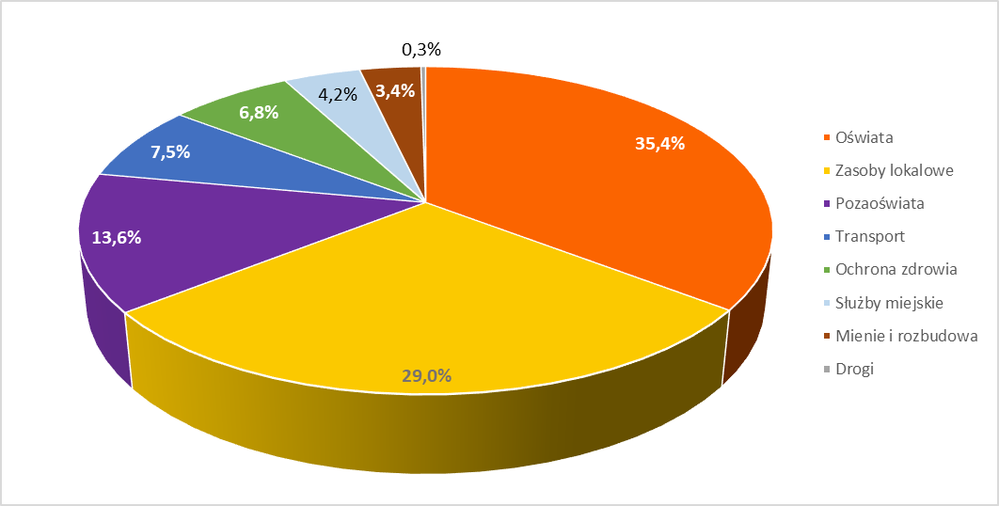 0,3%
3,4%
4,2%
6,8%
35,4%
7,5%
13,6%
29,0%
Oświata
Zasoby lokalowe
Pozaoświata
Transport
Ochrona zdrowia
Służby miejskie
Mienie i rozbudowa
Drogi